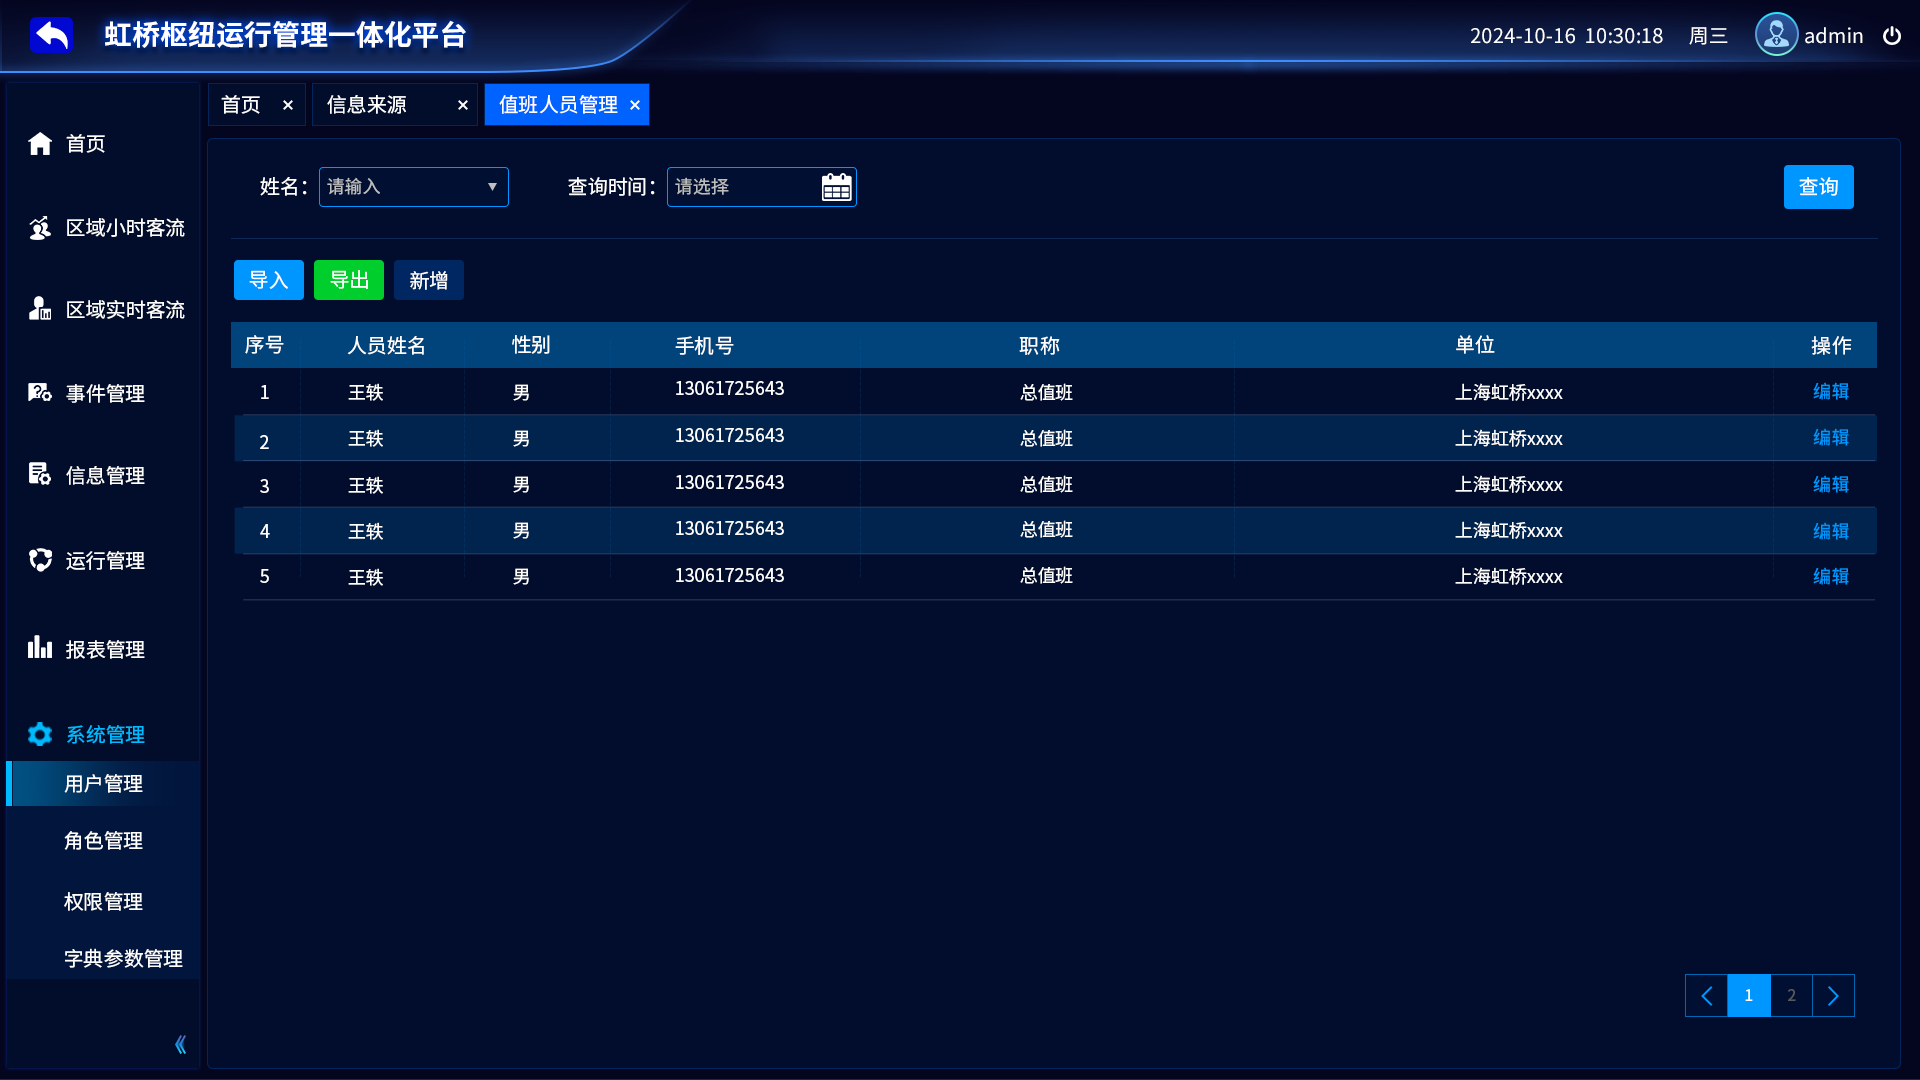 虹桥枢纽运行管理一体化平台
2024-10-16 10:30:18 周三 admin
首页 × 信息来源 × 值班人员管理 ×
首页
区域小时客流
区域实时客流
事件管理
信息管理
运行管理
报表管理
系统管理
用户管理
角色管理
权限管理
字典参数管理
姓名： 请输入 查询时间： 请选择 查询
导入 导出 新增
序号 人员姓名 性别 手机号 职称 单位 操作
1 王轶 男 13061725643 总值班 上海虹桥xxxx 编辑
2 王轶 男 13061725643 总值班 上海虹桥xxxx 编辑
3 王轶 男 13061725643 总值班 上海虹桥xxxx 编辑
4 王轶 男 13061725643 总值班 上海虹桥xxxx 编辑
5 王轶 男 13061725643 总值班 上海虹桥xxxx 编辑
1 2